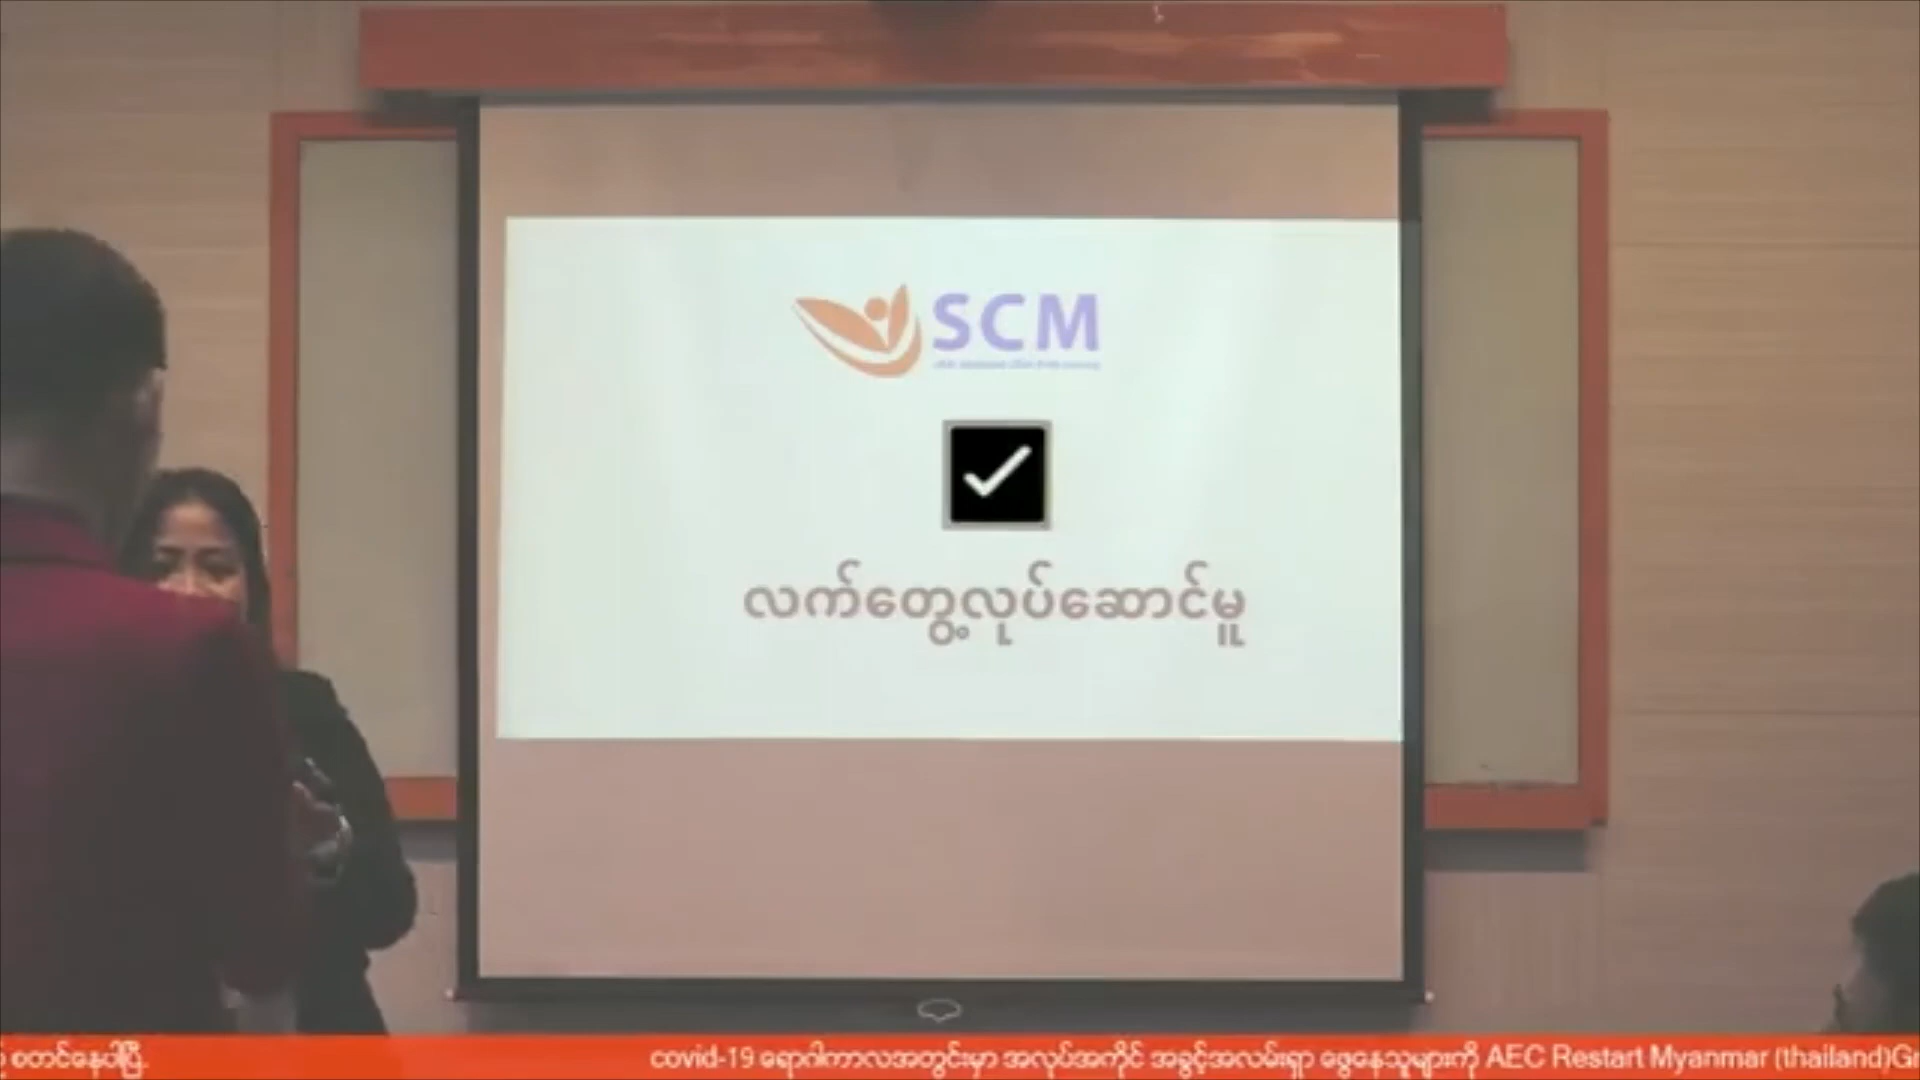 SCM
လက်တွေ့လုပ်ဆောင်မှု
စတင်နေပါပြီ.
covid-19 ရောဂါကာလအတွင်းမှာ အလုပ်အကိုင် အခွင့်အလမ်းရှာ ဖွေနေသူများကို AEC Restart Myanmar (thailand)Gr